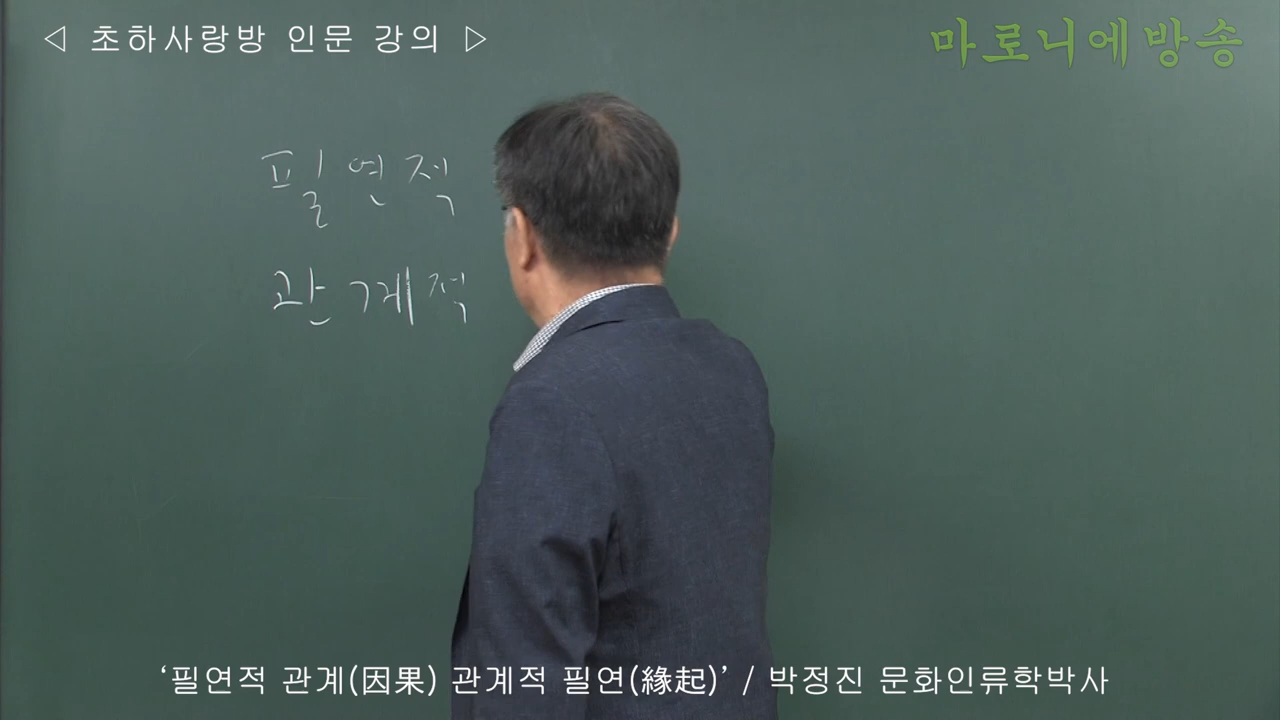 ◁ 초하사랑방 인문 강의 ▷
마로니에방송
필연적
관계적
‘필연적 관계(因果) 관계적 필연(緣起)’ / 박정진 문화인류학박사